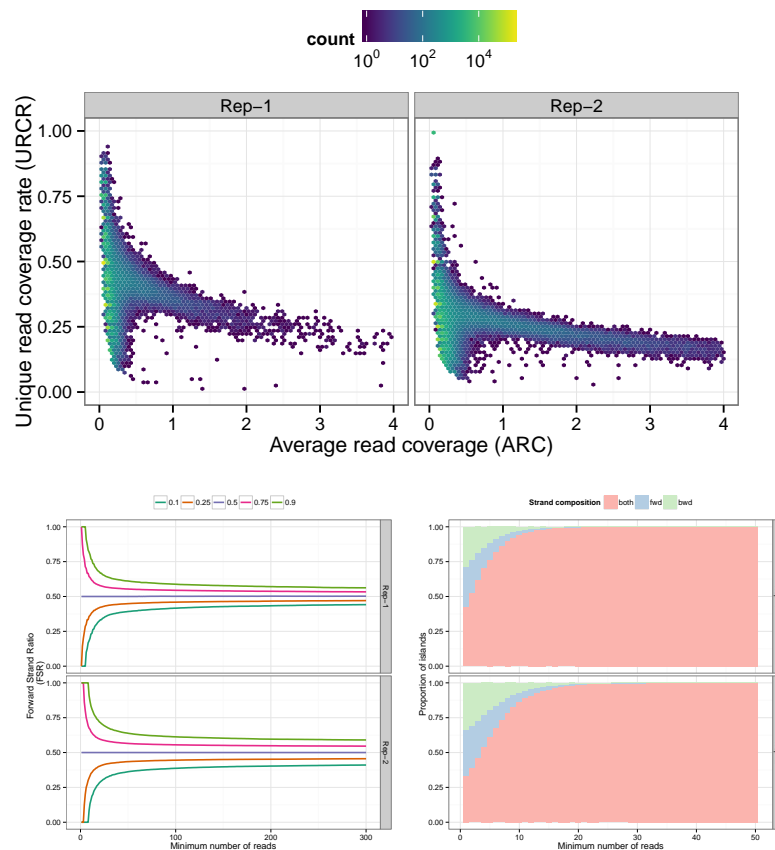 count
10^0 10^2 10^4
Rep−1 Rep−2
Unique read coverage rate (URCR)
1.00
0.75
0.50
0.25
0.00
0 1 2 3 4 0 1 2 3 4
Average read coverage (ARC)
0.1 0.25 0.5 0.75 0.9
Forward Strand Ratio
(FSR)
1.00
0.75
0.50
0.25
0.00
Rep−1
1.00
0.75
0.50
0.25
0.00
Rep−2
0 100 200 300
Minimum number of reads
Strand composition both fwd bwd
Proportion of islands
1.00
0.75
0.50
0.25
0.00
1.00
0.75
0.50
0.25
0.00
0 10 20 30 40 50
Minimum number of reads